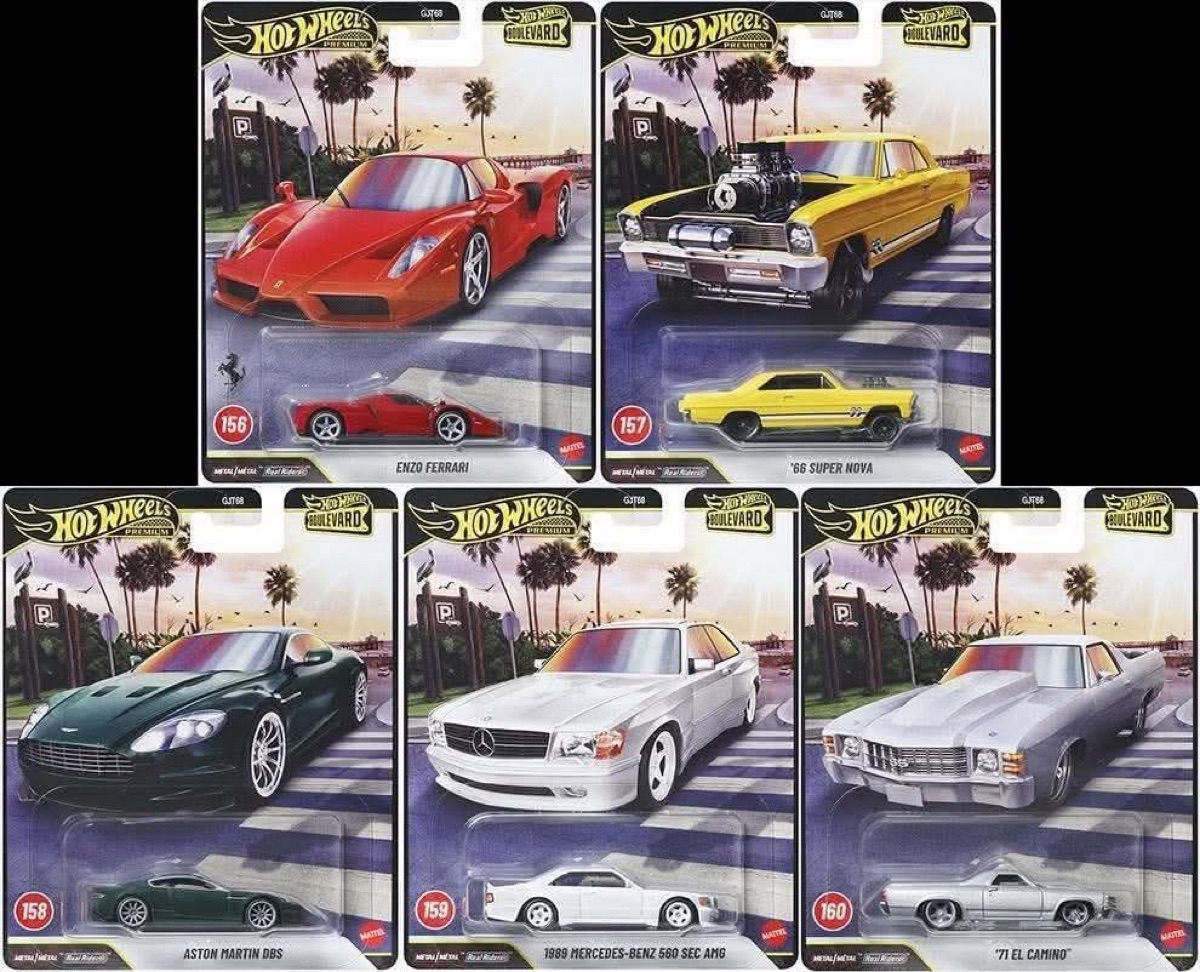 HOT WHEELS
PREMIUM
GJT68
HOT WHEELS
BOULEVARD
P
156
METAL/MÉTAL
Real Riders
ENZO FERRARI
MATTEL
HOT WHEELS
PREMIUM
GJT68
HOT WHEELS
BOULEVARD
P
157
METAL/MÉTAL
Real Riders
'66 SUPER NOVA
MATTEL
HOT WHEELS
PREMIUM
GJT68
HOT WHEELS
BOULEVARD
P
158
METAL/MÉTAL
Real Riders
ASTON MARTIN DBS
MATTEL
HOT WHEELS
PREMIUM
GJT68
HOT WHEELS
BOULEVARD
P
159
METAL/MÉTAL
Real Riders
1989 MERCEDES-BENZ 560 SEC AMG
MATTEL
HOT WHEELS
PREMIUM
GJT68
HOT WHEELS
BOULEVARD
P
SS
160
METAL/MÉTAL
Real Riders
'71 EL CAMINO
MATTEL